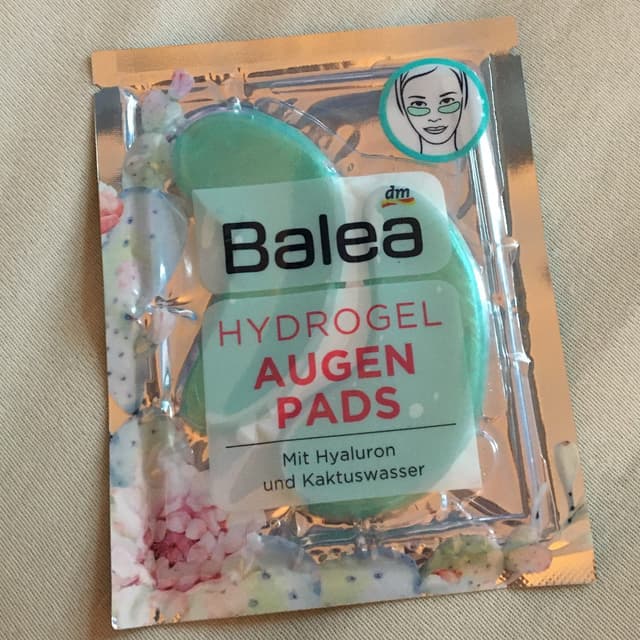 dm
Balea
HYDROGEL
AUGEN
PADS
Mit Hyaluron
und Kaktuswasser